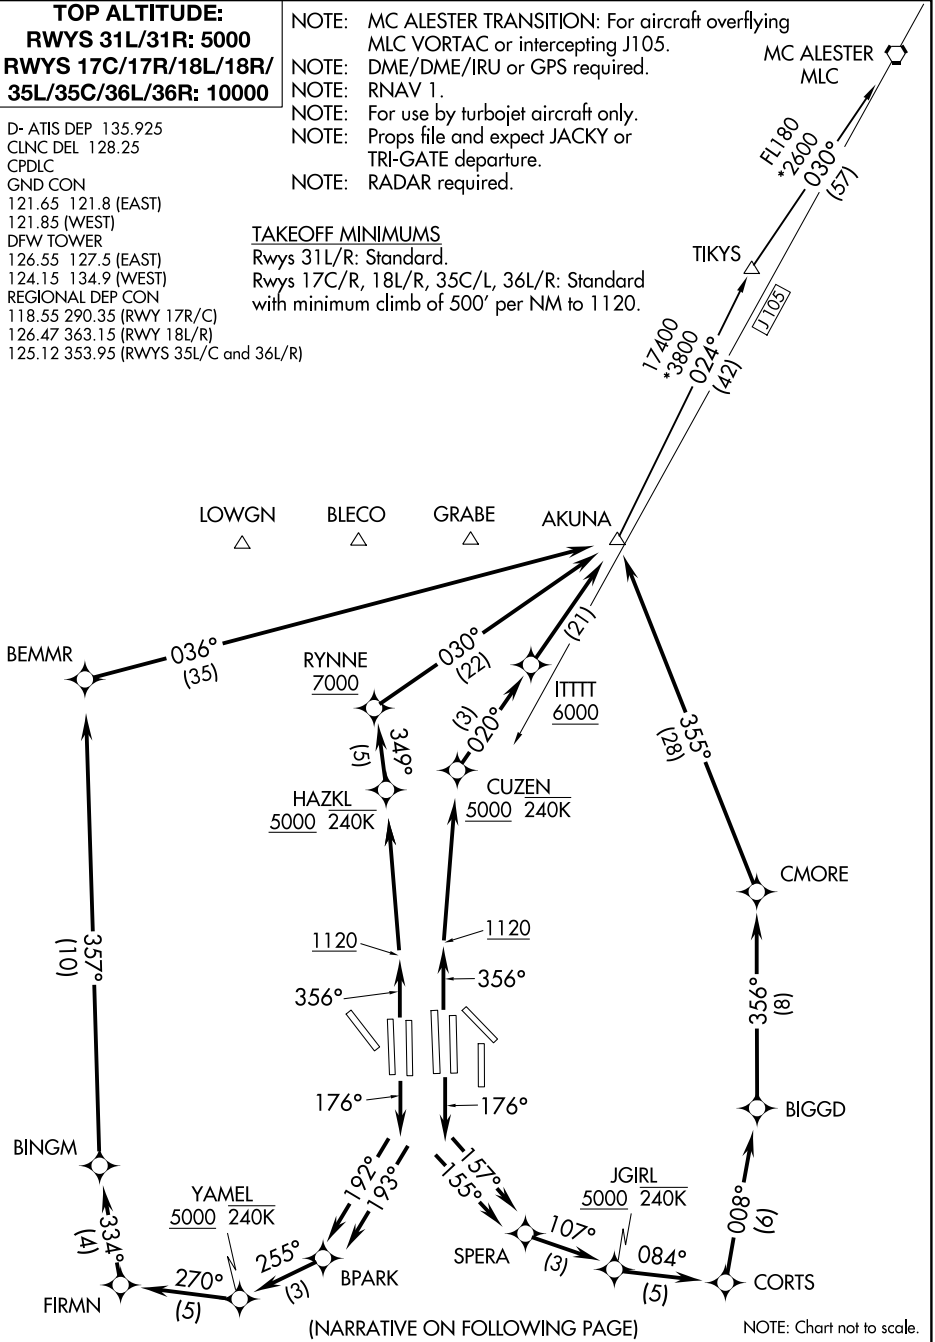 TOP ALTITUDE:
RWYS 31L/31R: 5000
RWYS 17C/17R/18L/18R/
35L/35C/36L/36R: 10000
NOTE: MC ALESTER TRANSITION: For aircraft overflying
MLC VORTAC or intercepting J105.
NOTE: DME/DME/IRU or GPS required.
NOTE: RNAV 1.
NOTE: For use by turbojet aircraft only.
NOTE: Props file and expect JACKY or
TRI-GATE departure.
NOTE: RADAR required.
D- ATIS DEP 135.925
CLNC DEL 128.25
CPDLC
GND CON
121.65 121.8 (EAST)
121.85 (WEST)
DFW TOWER
126.55 127.5 (EAST)
124.15 134.9 (WEST)
REGIONAL DEP CON
118.55 290.35 (RWY 17R/C)
126.47 363.15 (RWY 18L/R)
125.12 353.95 (RWYS 35L/C and 36L/R)
TAKEOFF MINIMUMS
Rwys 31L/R: Standard.
Rwys 17C/R, 18L/R, 35C/L, 36L/R: Standard
with minimum climb of 500' per NM to 1120.
MC ALESTER
MLC
FL180
*2600
030°
(57)
TIKYS
J 105
17400
*3800
024°
(42)
LOWGN
BLECO
GRABE
AKUNA
BEMMR
036°
(35)
RYNNE
7000
030°
(22)
(21)
ITTTT
6000
(3)
020°
349°
(5)
HAZKL
5000 240K
CUZEN
5000 240K
355°
(28)
CMORE
357°
(10)
1120
1120
356°
356°
356°
(8)
176°
176°
BIGGD
BINGM
192°
193°
157°
155°
YAMEL
5000 240K
JGIRL
5000 240K
334°
(4)
255°
(3)
BPARK
SPERA
107°
(3)
084°
(5)
008°
(6)
CORTS
FIRMN
270°
(5)
(NARRATIVE ON FOLLOWING PAGE)
NOTE: Chart not to scale.